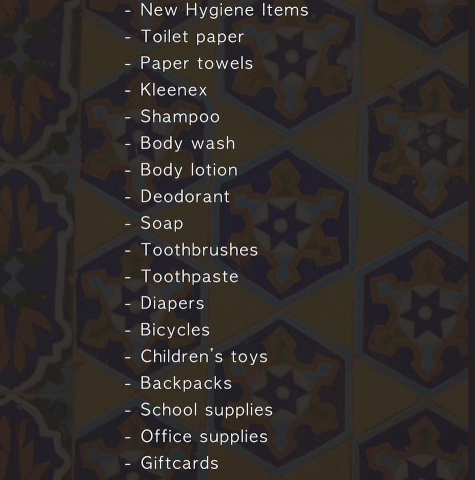 - New Hygiene Items
- Toilet paper
- Paper towels
- Kleenex
- Shampoo
- Body wash
- Body lotion
- Deodorant
- Soap
- Toothbrushes
- Toothpaste
- Diapers
- Bicycles
- Children's toys
- Backpacks
- School supplies
- Office supplies
- Giftcards